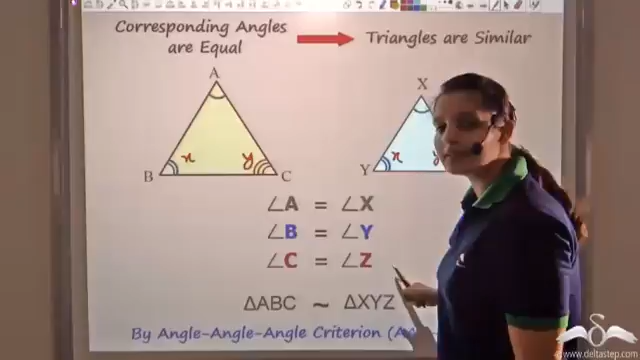 Corresponding Angles
are Equal
Triangles are Similar
A
X
B
x
y
C
Y
x
∠A = ∠X
∠B = ∠Y
∠C = ∠Z
ΔABC ~ ΔXYZ
By Angle-Angle-Angle Criterion
www.deltastep.com